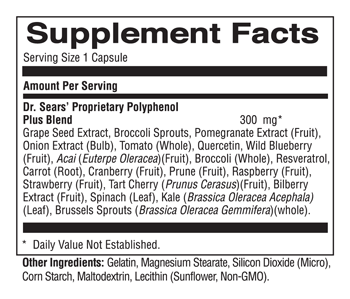 Supplement Facts
Serving Size 1 Capsule
Amount Per Serving
Dr. Sears' Proprietary Polyphenol
Plus Blend 300 mg*
Grape Seed Extract, Broccoli Sprouts, Pomegranate Extract (Fruit),
Onion Extract (Bulb), Tomato (Whole), Quercetin, Wild Blueberry
(Fruit), Acai (Euterpe Oleracea)(Fruit), Broccoli (Whole), Resveratrol,
Carrot (Root), Cranberry (Fruit), Prune (Fruit), Raspberry (Fruit),
Strawberry (Fruit), Tart Cherry (Prunus Cerasus)(Fruit), Bilberry
Extract (Fruit), Spinach (Leaf), Kale (Brassica Oleracea Acephala)
(Leaf), Brussels Sprouts (Brassica Oleracea Gemmifera)(whole).
* Daily Value Not Established.
Other Ingredients: Gelatin, Magnesium Stearate, Silicon Dioxide (Micro),
Corn Starch, Maltodextrin, Lecithin (Sunflower, Non-GMO).